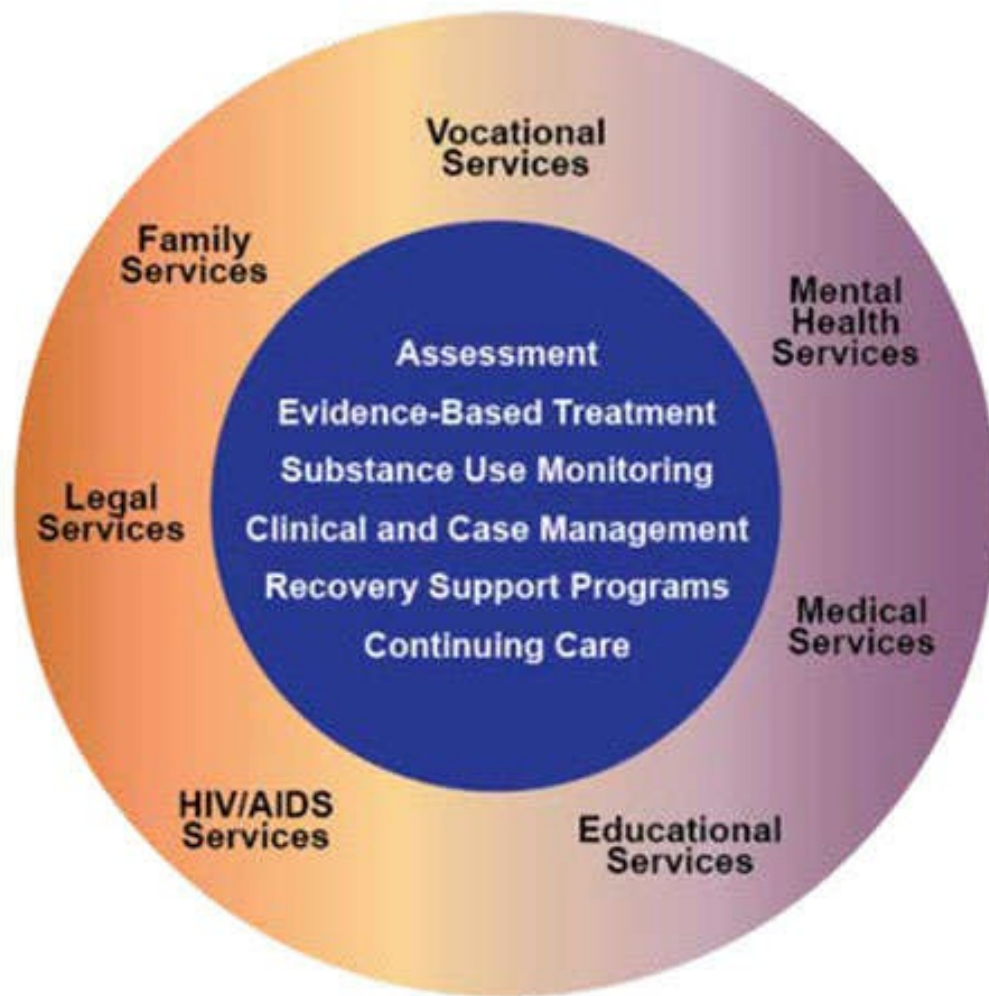 Vocational
Services
Family
Services
Mental
Health
Services
Assessment
Evidence-Based Treatment
Substance Use Monitoring
Clinical and Case Management
Recovery Support Programs
Continuing Care
Legal
Services
Medical
Services
HIV/AIDS
Services
Educational
Services